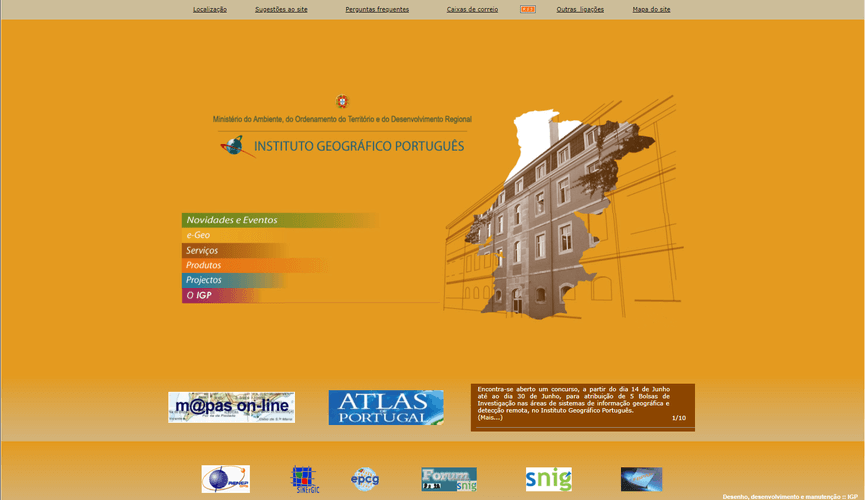 Localização Sugestões ao site Perguntas frequentes Caixas de correio RSS Outras ligações Mapa do site
Ministério do Ambiente, do Ordenamento do Território e do Desenvolvimento Regional
INSTITUTO GEOGRÁFICO PORTUGUÊS
Novidades e Eventos
e-Geo
Serviços
Produtos
Projectos
O IGP
m@pas on-line
ATLAS
DE
PORTUGAL
Encontra-se aberto um concurso, a partir do dia 14 de Junho
até ao dia 30 de Junho, para atribuição de 5 Bolsas de
Investigação nas áreas de sistemas de informação geográfica e
detecção remota, no Instituto Geográfico Português.
(Mais...)
1/10
SiNErGIC
epcg
Forum
snig
snig
Desenho, desenvolvimento e manutenção :: IGP